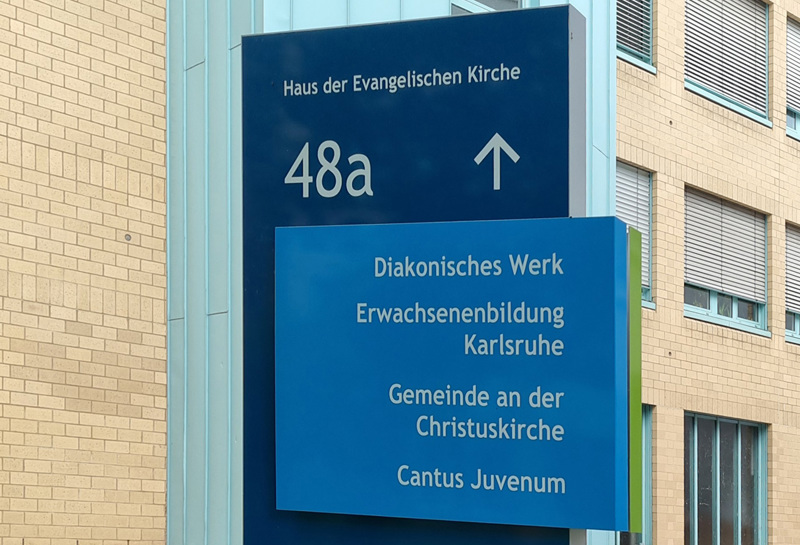 Haus der Evangelischen Kirche
48a ↑
Diakonisches Werk
Erwachsenenbildung
Karlsruhe
Gemeinde an der
Christuskirche
Cantus Juvenum